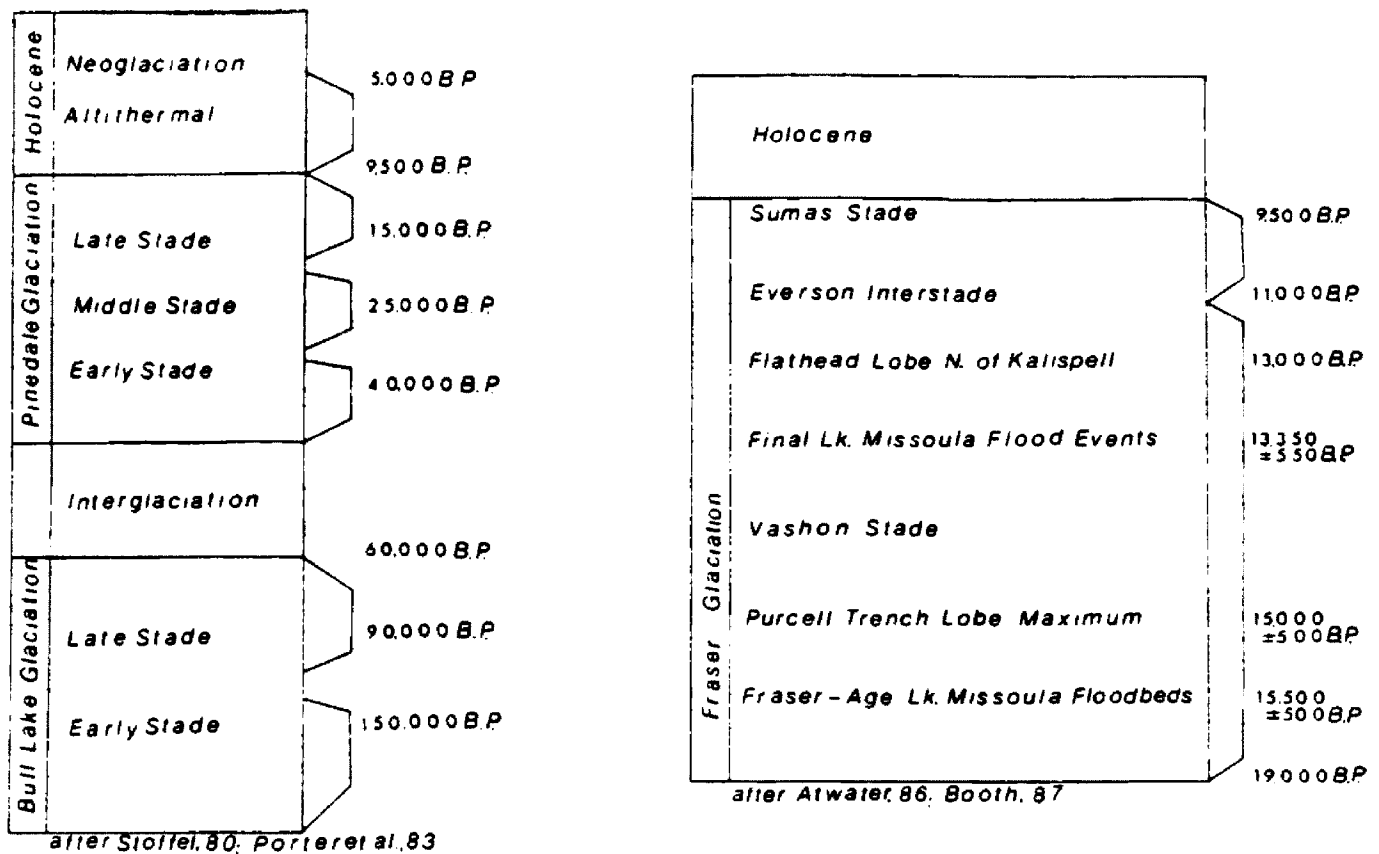 Holocene
Neoglaciation
5.000 B.P.
Altithermal
9,500 B.P.
Pinedale Glaciation
Late Stade
15.000 B.P.
Middle Stade
25.000 B.P.
Early Stade
40.000 B.P.
Interglaciation
60.000 B.P.
Bull Lake Glaciation
Late Stade
90.000 B.P.
Early Stade
150.000 B.P.
after Stoffel, 80; Porter et al., 83
Holocene
Fraser Glaciation
Sumas Stade
9,500 B.P.
Everson Interstade
11,000 B.P.
Flathead Lobe N. of Kalispell
13,000 B.P.
Final Lk. Missoula Flood Events
13,350
±550 B.P.
Vashon Stade
Purcell Trench Lobe Maximum
15,000
±500 B.P.
Fraser-Age Lk. Missoula Floodbeds
15,500
±500 B.P.
19,000 B.P.
after Atwater, 86; Booth, 87